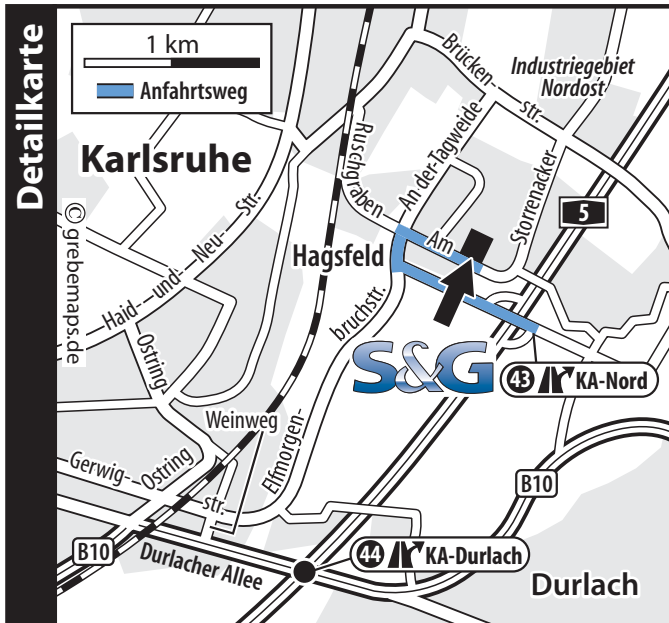 Detailkarte
1 km
Anfahrtsweg
Karlsruhe
© grebemaps.de
Brücken-
str.
Industriegebiet
Nordost
Ruschgraben
An-der-Tagweide
Storrenacker
5
Am
Haid- und- Neu- Str.
Hagsfeld
bruchstr.
Ostring
S&G
43 KA-Nord
Weinweg
Elfmorgen-
Gerwig-
str.
Ostring
B10
B10
Durlacher Allee
44 KA-Durlach
Durlach